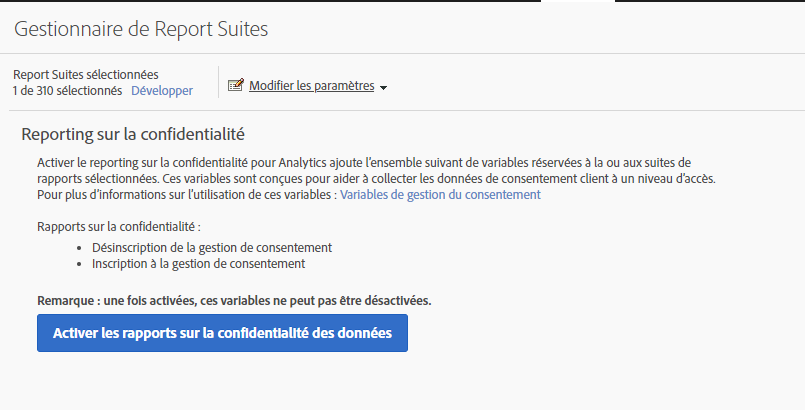 Gestionnaire de Report Suites
Report Suites sélectionnées
1 de 310 sélectionnés Développer
Modifier les paramètres
Reporting sur la confidentialité
Activer le reporting sur la confidentialité pour Analytics ajoute l'ensemble suivant de variables réservées à la ou aux suites de
rapports sélectionnées. Ces variables sont conçues pour aider à collecter les données de consentement client à un niveau d'accès.
Pour plus d'informations sur l'utilisation de ces variables : Variables de gestion du consentement
Rapports sur la confidentialité :
• Désinscription de la gestion de consentement
• Inscription à la gestion de consentement
Remarque : une fois activées, ces variables ne peut pas être désactivées.
Activer les rapports sur la confidentialité des données